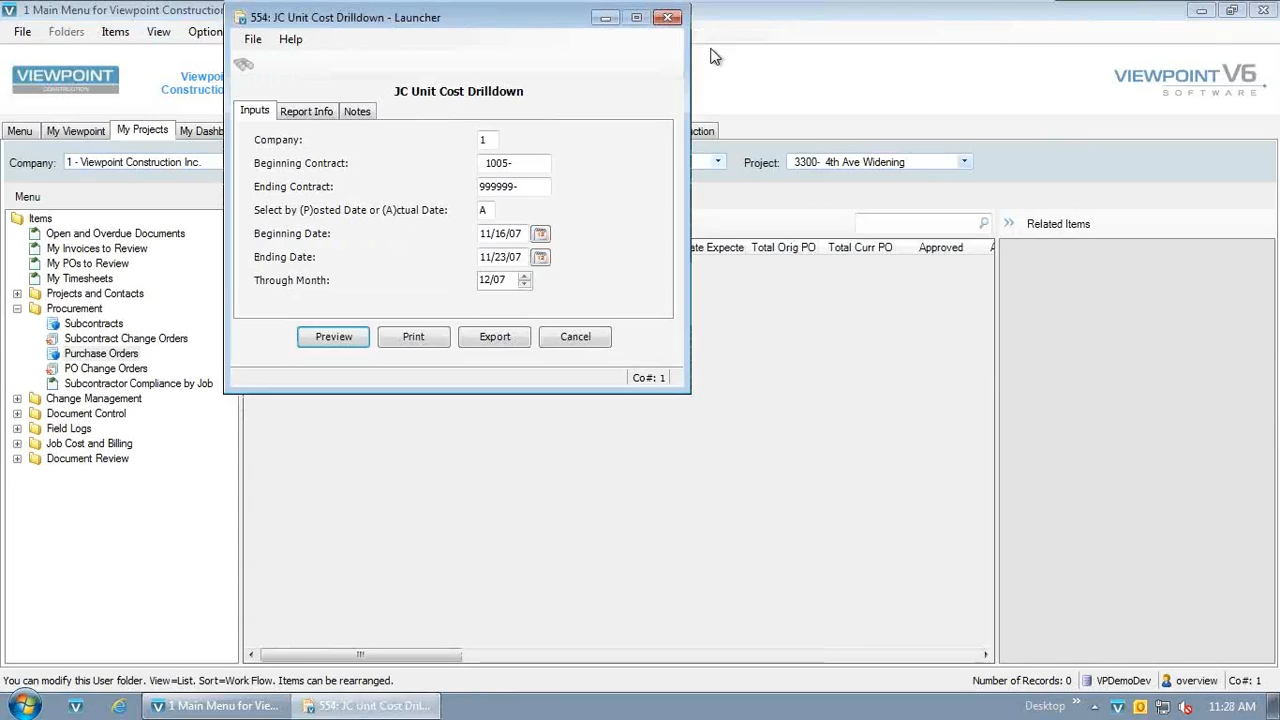 1 Main Menu for Viewpoint Construction
554: JC Unit Cost Drilldown - Launcher
File Folders Items View Option
File Help
VIEWPOINT
CONSTRUCTION
Viewpo
Constructio
VIEWPOINT V6
SOFTWARE
JC Unit Cost Drilldown
Inputs Report Info Notes
Menu My Viewpoint My Projects My Dashb
ction
Company: 1 - Viewpoint Construction Inc.
Project: 3300- 4th Ave Widening
Company: 1
Beginning Contract: 1005-
Ending Contract: 999999-
Select by (P)osted Date or (A)ctual Date: A
Beginning Date: 11/16/07
Ending Date: 11/23/07
Through Month: 12/07
Preview Print Export Cancel
Co#: 1
Menu
Items
Open and Overdue Documents
My Invoices to Review
My POs to Review
My Timesheets
Projects and Contacts
Procurement
Subcontracts
Subcontract Change Orders
Purchase Orders
PO Change Orders
Subcontractor Compliance by Job
Change Management
Document Control
Field Logs
Job Cost and Billing
Document Review
ate Expecte Total Orig PO Total Curr PO Approved A
Related Items
You can modify this User folder. View=List. Sort=Work Flow. Items can be rearranged.
Number of Records: 0 VPDemoDev overview Co#: 1
1 Main Menu for Vie... 554: JC Unit Cost Dril...
Desktop 11:28 AM